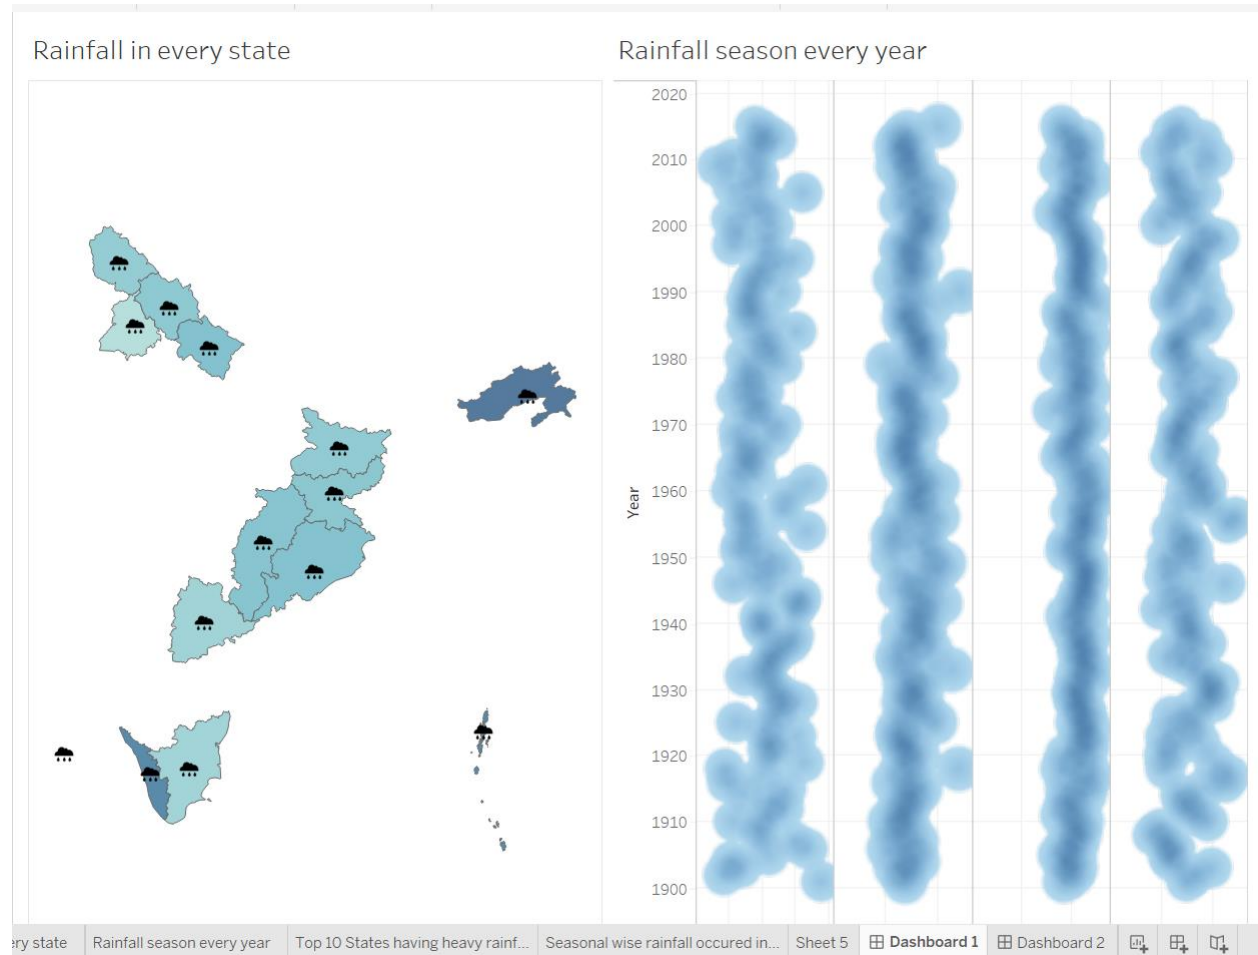 Rainfall in every state
Rainfall season every year
2020
2010
2000
1990
1980
1970
1960
1950
1940
1930
1920
1910
1900
Year
ery state
Rainfall season every year
Top 10 States having heavy rainf...
Seasonal wise rainfall occured in...
Sheet 5
Dashboard 1
Dashboard 2